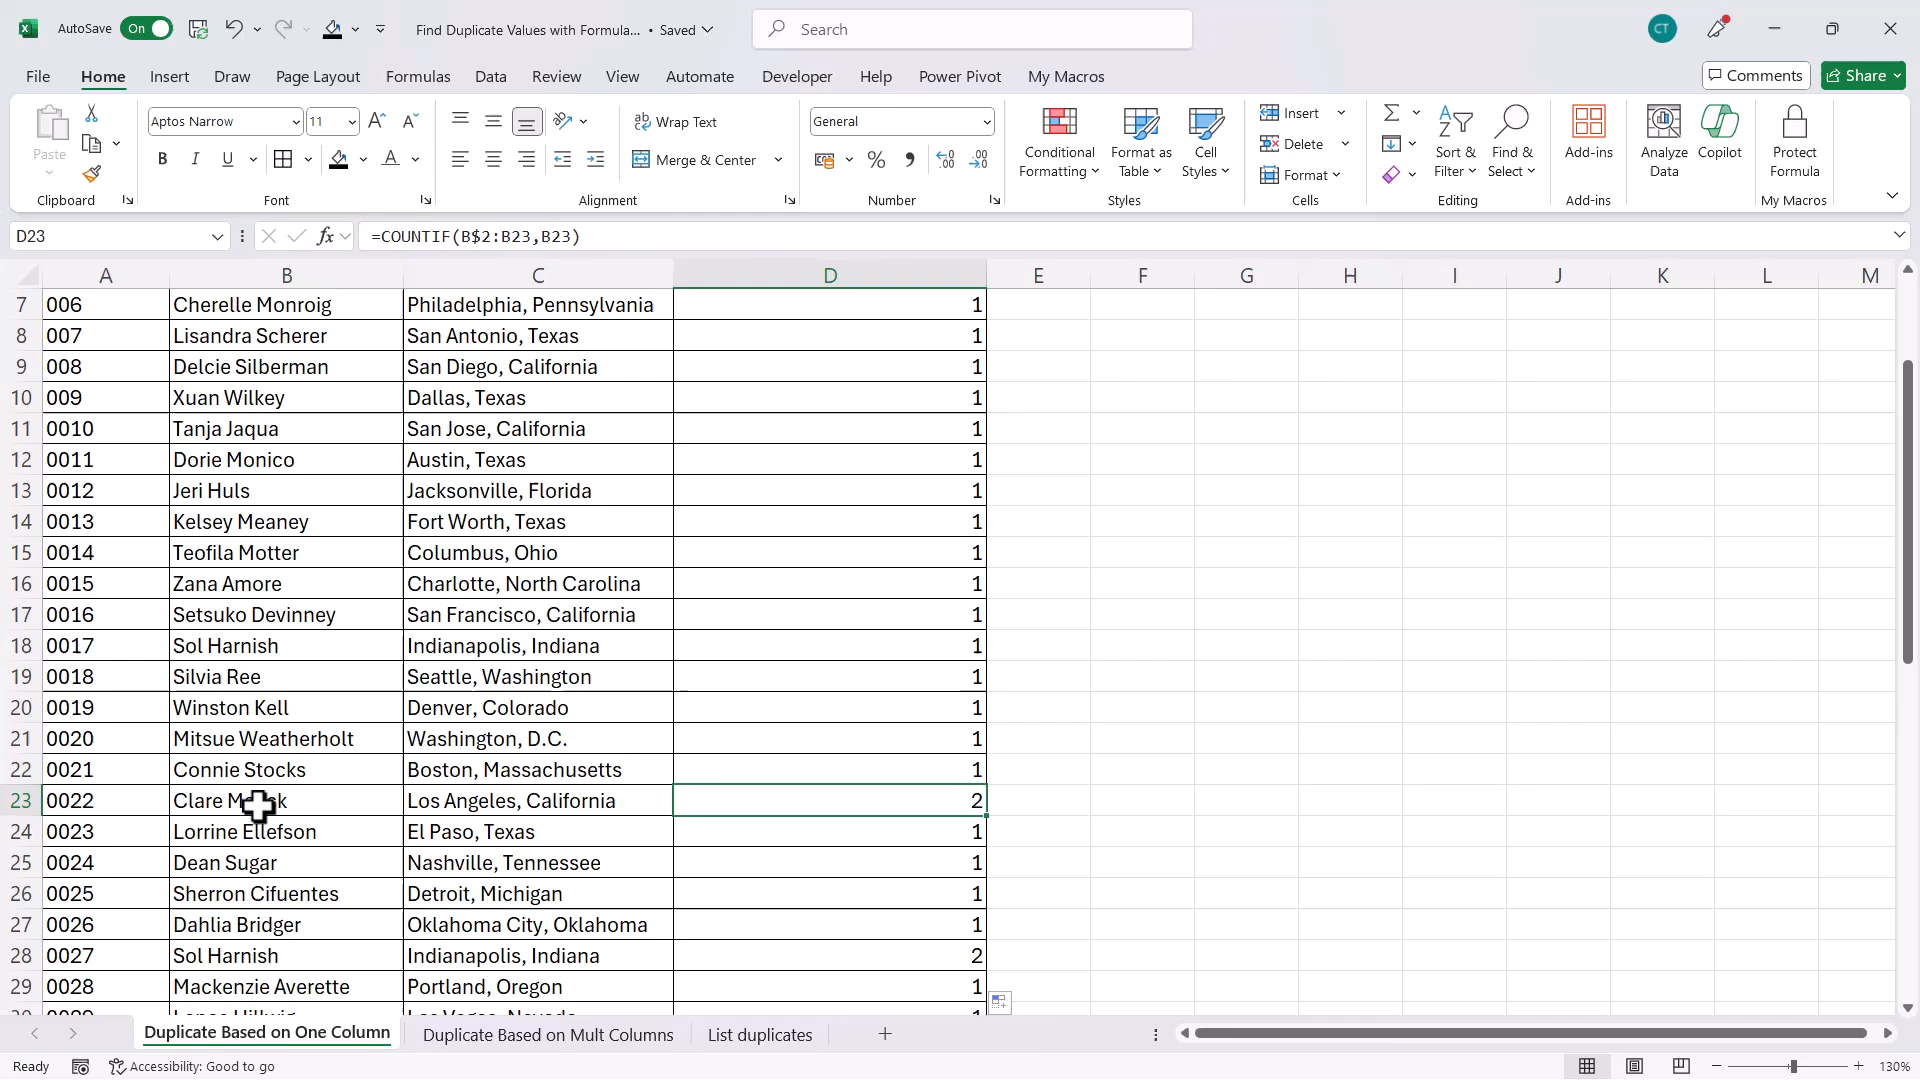 AutoSave On Find Duplicate Values with Formula... • Saved Search CT
File Home Insert Draw Page Layout Formulas Data Review View Automate Developer Help Power Pivot My Macros Comments Share
Paste Aptos Narrow 11 Wrap Text General Insert
B I U Merge & Center % Delete
Conditional Formatting Format as Table Cell Styles Format Sort & Filter Find & Select Add-ins Analyze Data Copilot Protect Formula
Clipboard Font Alignment Number Styles Cells Editing Add-ins My Macros
D23 fx =COUNTIF(B$2:B23,B23)
A B C D E F G H I J K L M
7 006 Cherelle Monroig Philadelphia, Pennsylvania 1
8 007 Lisandra Scherer San Antonio, Texas 1
9 008 Delcie Silberman San Diego, California 1
10 009 Xuan Wilkey Dallas, Texas 1
11 0010 Tanja Jaqua San Jose, California 1
12 0011 Dorie Monico Austin, Texas 1
13 0012 Jeri Huls Jacksonville, Florida 1
14 0013 Kelsey Meaney Fort Worth, Texas 1
15 0014 Teofila Motter Columbus, Ohio 1
16 0015 Zana Amore Charlotte, North Carolina 1
17 0016 Setsuko Devinney San Francisco, California 1
18 0017 Sol Harnish Indianapolis, Indiana 1
19 0018 Silvia Ree Seattle, Washington 1
20 0019 Winston Kell Denver, Colorado 1
21 0020 Mitsue Weatherholt Washington, D.C. 1
22 0021 Connie Stocks Boston, Massachusetts 1
23 0022 Clare Los Angeles, California 2
24 0023 Lorrine Ellefson El Paso, Texas 1
25 0024 Dean Sugar Nashville, Tennessee 1
26 0025 Sherron Cifuentes Detroit, Michigan 1
27 0026 Dahlia Bridger Oklahoma City, Oklahoma 1
28 0027 Sol Harnish Indianapolis, Indiana 2
29 0028 Mackenzie Averette Portland, Oregon 1
Duplicate Based on One Column Duplicate Based on Mult Columns List duplicates
Ready Accessibility: Good to go 130%